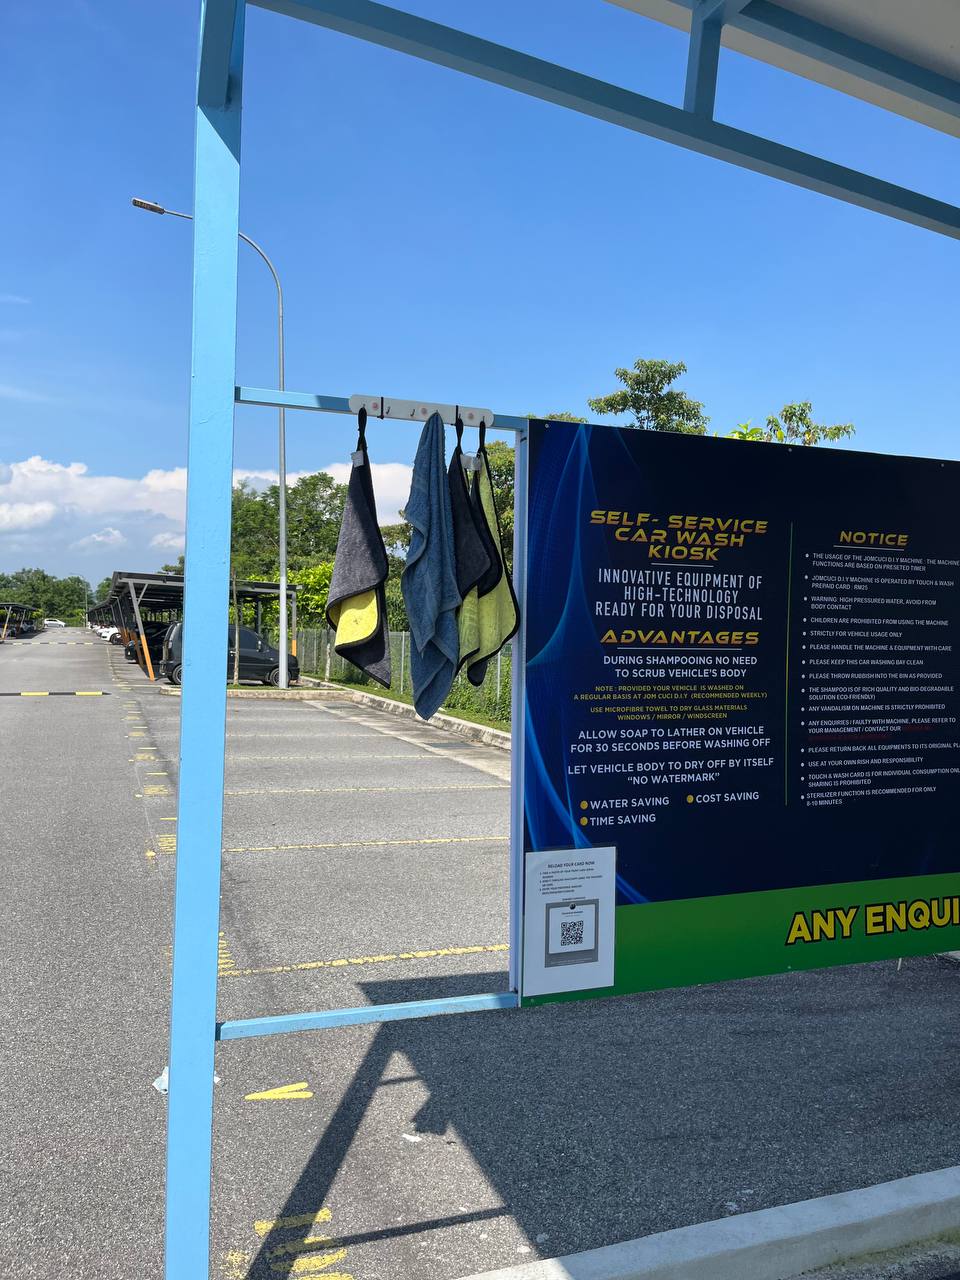 SELF- SERVICE
CAR WASH
KIOSK
INNOVATIVE EQUIPMENT OF
HIGH-TECHNOLOGY
READY FOR YOUR DISPOSAL
ADVANTAGES
DURING SHAMPOOING NO NEED
TO SCRUB VEHICLE'S BODY
NOTE : PROVIDED YOUR VEHICLE IS WASHED ON
A REGULAR BASIS AT JOM CUCI D.I.Y (RECOMMENDED WEEKLY)
USE MICROFIBRE TOWEL TO DRY GLASS MATERIALS
WINDOWS / MIRROR / WINDSCREEN
ALLOW SOAP TO LATHER ON VEHICLE
FOR 30 SECONDS BEFORE WASHING OFF
LET VEHICLE BODY TO DRY OFF BY ITSELF
"NO WATERMARK"
WATER SAVING COST SAVING
TIME SAVING
NOTICE
THE USAGE OF THE JOMCUCI D.I.Y MACHINE : THE MACHINE
FUNCTIONS ARE BASED ON PRESETED TIMER
JOMCUCI D.I.Y MACHINE IS OPERATED BY TOUCH & WASH
PREPAID CARD : RM25
WARNING: HIGH PRESSURED WATER, AVOID FROM
BODY CONTACT
CHILDREN ARE PROHIBITED FROM USING THE MACHINE
STRICTLY FOR VEHICLE USAGE ONLY
PLEASE HANDLE THE MACHINE & EQUIPMENT WITH CARE
PLEASE KEEP THIS CAR WASHING BAY CLEAN
PLEASE THROW RUBBISH INTO THE BIN AS PROVIDED
THE SHAMPOO IS OF RICH QUALITY AND BIO-DEGRADABLE
SOLUTION ECO-FRIENDLY)
ANY VANDALISM ON MACHINE IS STRICTLY PROHIBITED
ANY ENQUIRIES / FAULTY WITH MACHINE, PLEASE REFER TO
YOUR MANAGEMENT / CONTACT OUR
PLEASE RETURN BACK ALL EQUIPMENTS TO ITS ORIGINAL
USE AT YOUR OWN RISK AND RESPONSIBILITY
TOUCH & WASH CARD IS FOR INDIVIDUAL CONSUMPTION
SHARING IS PROHIBITED
STERILIZER FUNCTION IS RECOMMENDED FOR ONLY
8-10 MINUTES
RELOAD YOUR CARD NOW
ANY ENQUI